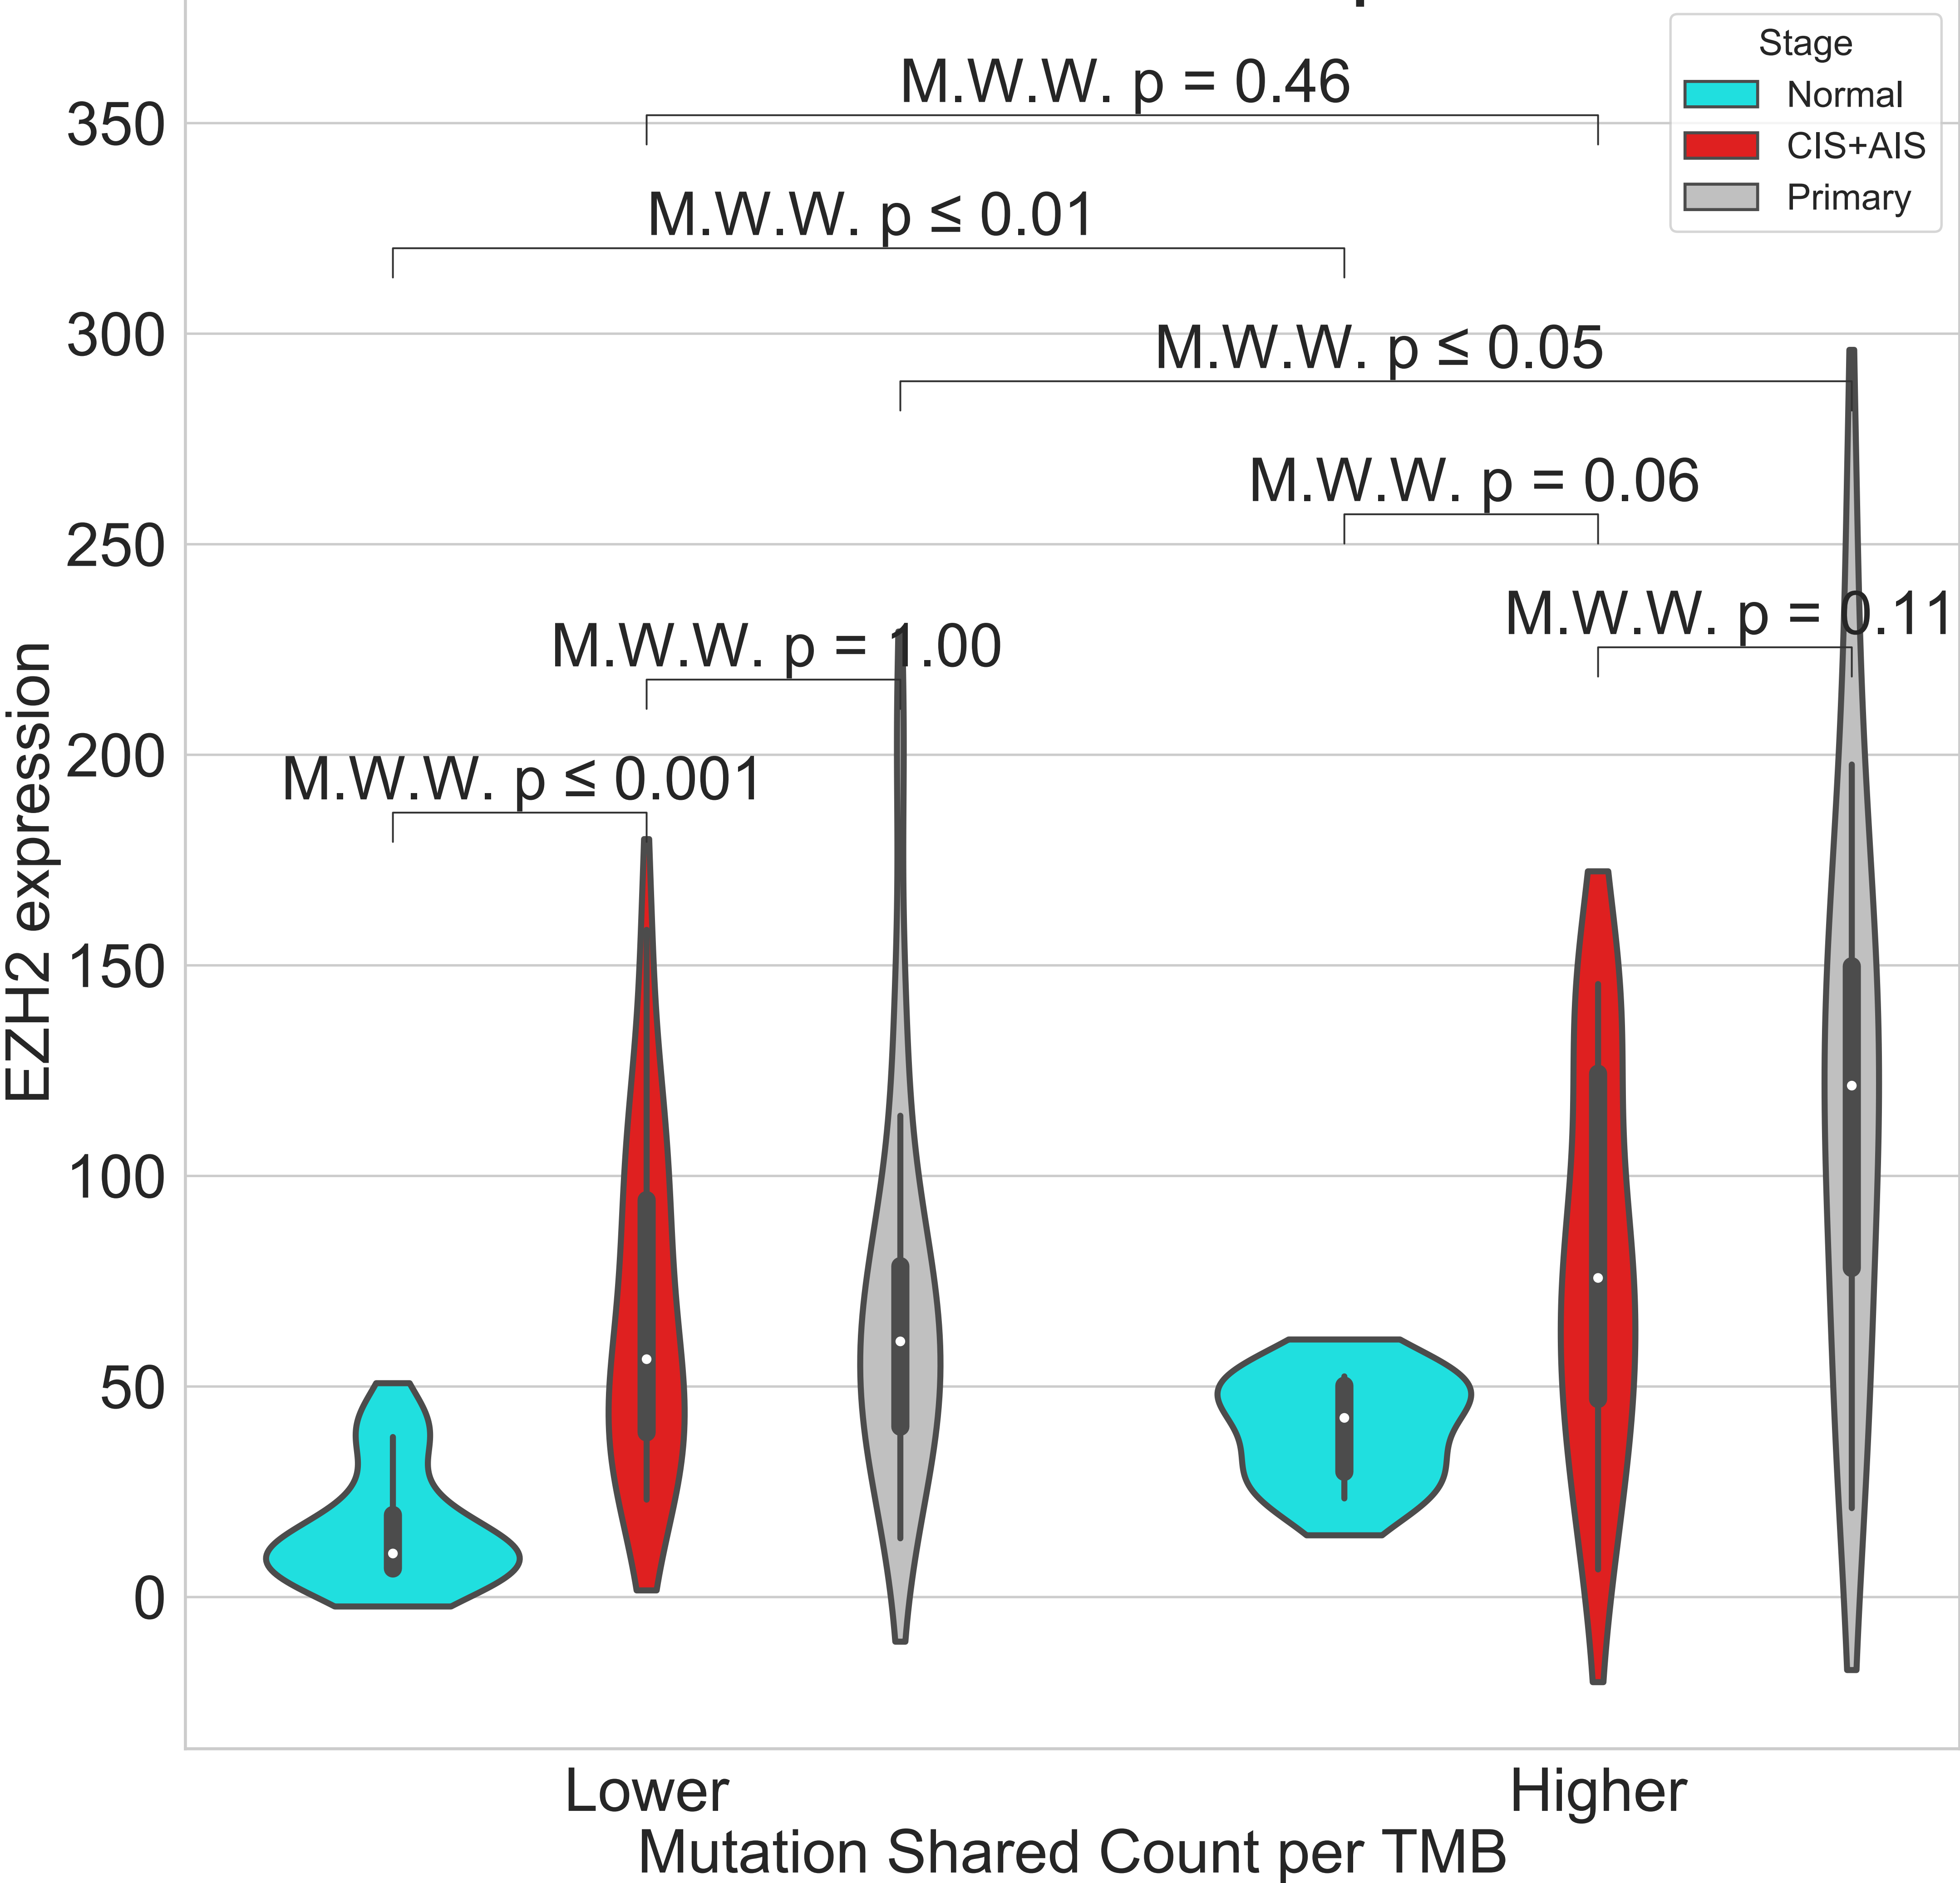 Stage
Normal
CIS+AIS
Primary
M.W.W. p = 0.46
M.W.W. p ≤ 0.01
M.W.W. p ≤ 0.05
M.W.W. p = 0.06
M.W.W. p = 0.11
M.W.W. p = 1.00
M.W.W. p ≤ 0.001
350
300
250
200
150
100
50
0
EZH2 expression
Lower
Higher
Mutation Shared Count per TMB